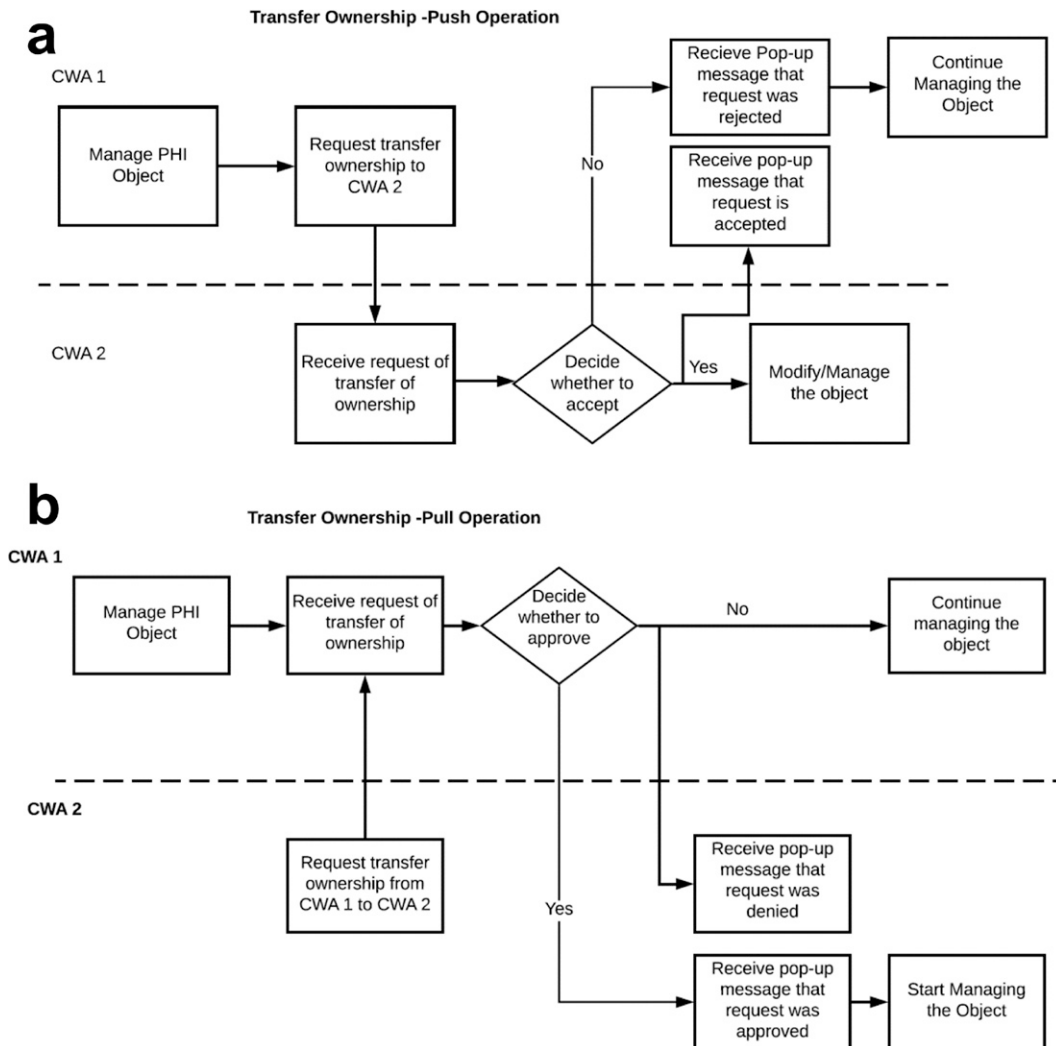 a
Transfer Ownership -Push Operation
CWA 1
Manage PHI
Object
Request transfer
ownership to
CWA 2
No
Recieve Pop-up
message that
request was
rejected
Continue
Managing the
Object
Receive pop-up
message that
request is
accepted
CWA 2
Receive request of
transfer of
ownership
Decide
whether to
accept
Yes
Modify/Manage
the object
b
Transfer Ownership -Pull Operation
CWA 1
Manage PHI
Object
Receive request of
transfer of
ownership
Decide
whether to
approve
No
Continue
managing the
object
CWA 2
Request transfer
ownership from
CWA 1 to CWA 2
Yes
Receive pop-up
message that
request was
denied
Receive pop-up
message that
request was
approved
Start Managing
the Object